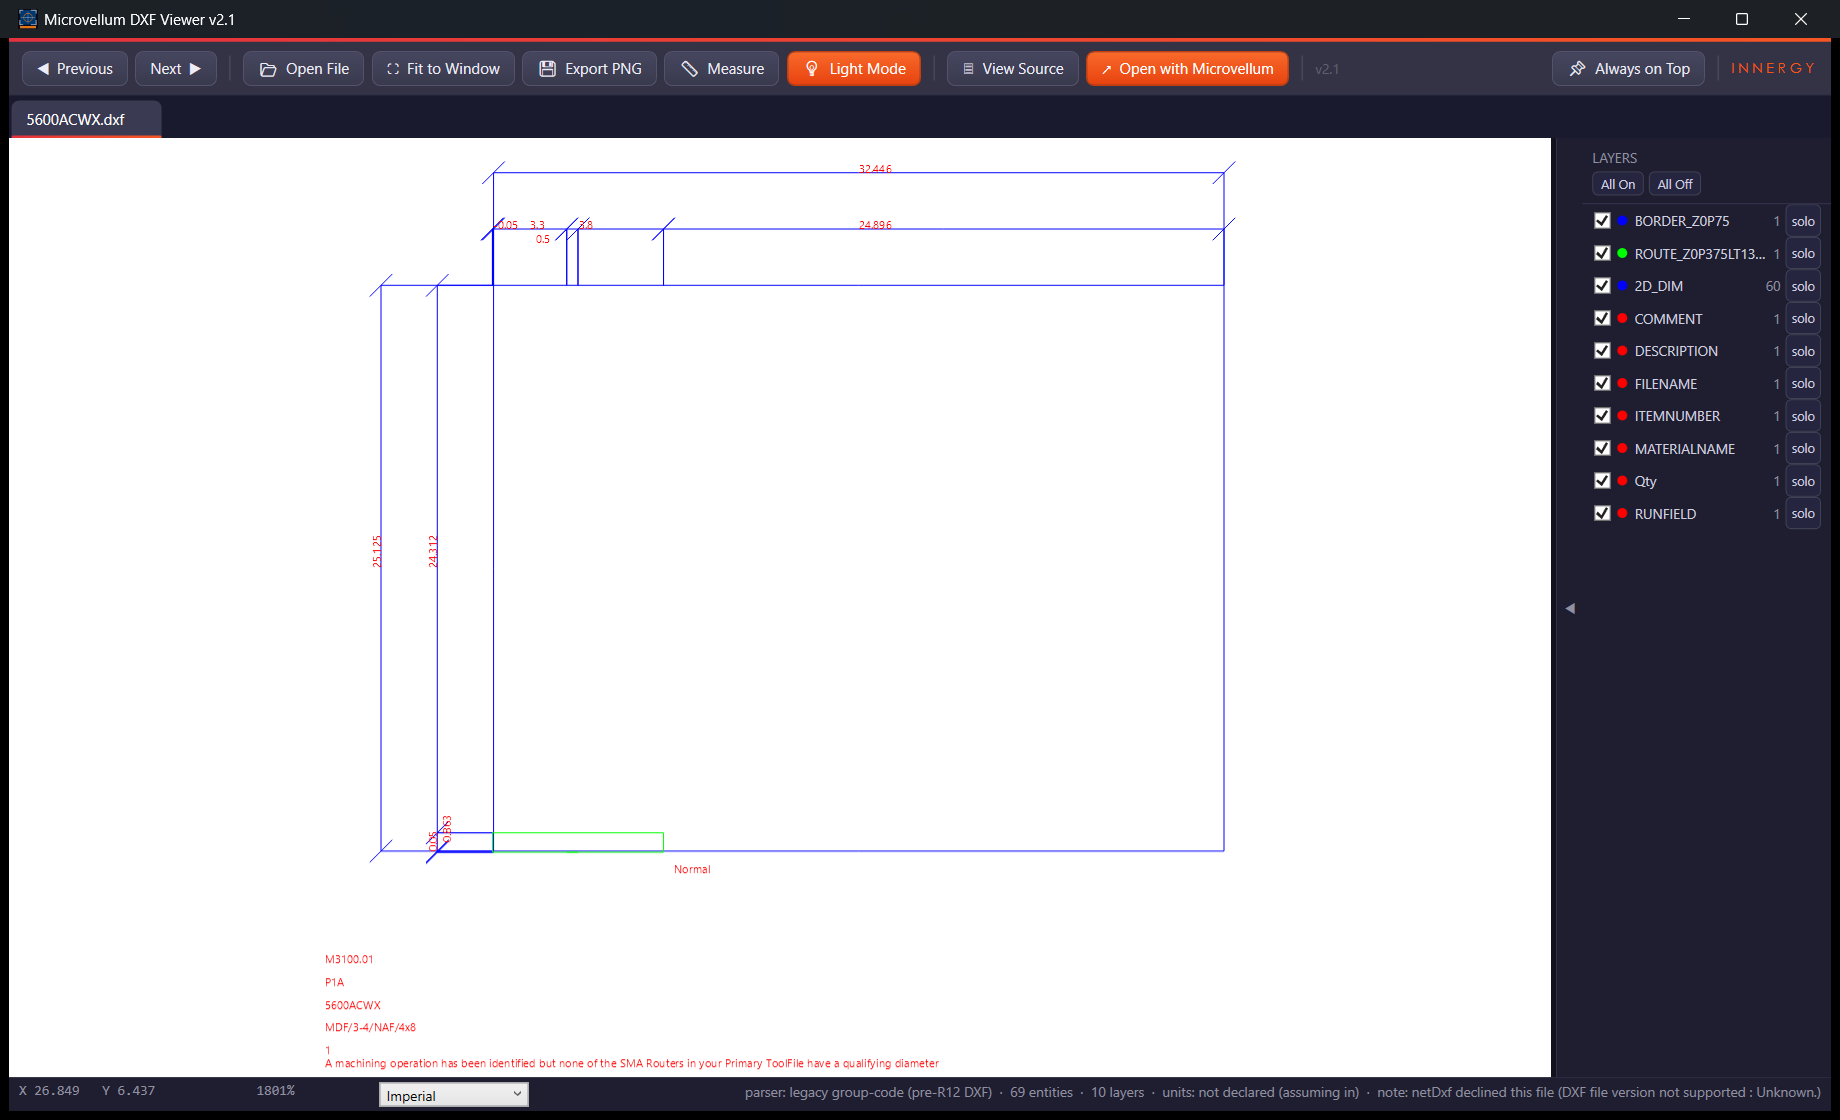 Microvellum DXF Viewer v2.1
Previous Next Open File Fit to Window Export PNG Measure Light Mode View Source Open with Microvellum v2.1 Always on Top INNERGY
5600ACWX.dxf
32.446
0.05 3.3 3.8 24.896
0.5
25.125
24.312
0.05
0.863
Normal
M3100.01
P1A
5600ACWX
MDF/3-4/NAF/4x8
1
A machining operation has been identified but none of the SMA Routers in your Primary ToolFile have a qualifying diameter
LAYERS
All On All Off
BORDER_Z0P75 1 solo
ROUTE_Z0P375LT13... 1 solo
2D_DIM 60 solo
COMMENT 1 solo
DESCRIPTION 1 solo
FILENAME 1 solo
ITEMNUMBER 1 solo
MATERIALNAME 1 solo
Qty 1 solo
RUNFIELD 1 solo
X 26.849 Y 6.437 1801% Imperial parser: legacy group-code (pre-R12 DXF) · 69 entities · 10 layers · units: not declared (assuming in) · note: netDxf declined this file (DXF file version not supported : Unknown.)